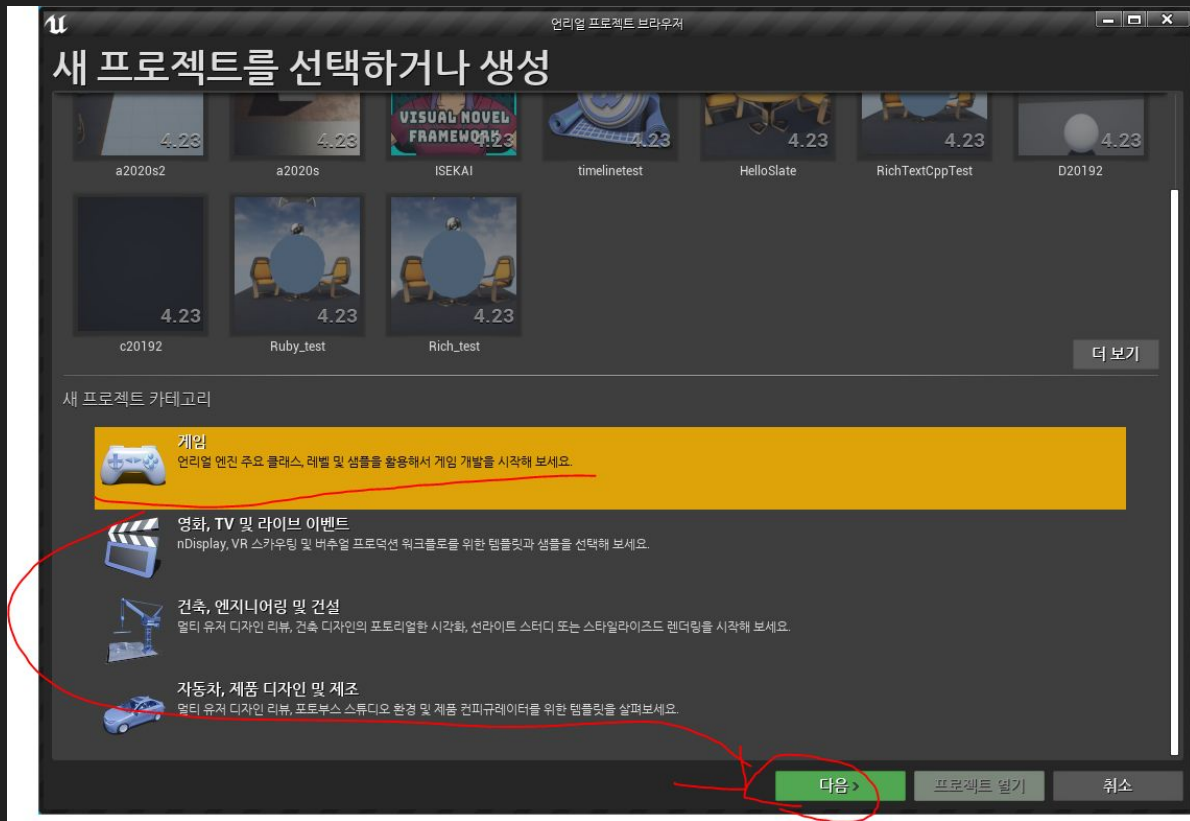 언리얼 프로젝트 브라우저
새 프로젝트를 선택하거나 생성
VISUAL NOVEL
FRAMEWORK
4.23 4.23 4.23 4.23 4.23 4.23 4.23
a2020s2 a2020s ISEKAI timelinetest HelloSlate RichTextCppTest D20192
4.23 4.23 4.23
c20192 Ruby_test Rich_test
더 보기
새 프로젝트 카테고리
게임
언리얼 엔진 주요 클래스, 레벨 및 샘플을 활용해서 게임 개발을 시작해 보세요.
영화, TV 및 라이브 이벤트
nDisplay, VR 스카우팅 및 버추얼 프로덕션 워크플로를 위한 템플릿과 샘플을 선택해 보세요.
건축, 엔지니어링 및 건설
멀티 유저 디자인 리뷰, 건축 디자인의 포토리얼한 시각화, 선라이트 스터디 또는 스타일라이즈드 렌더링을 시작해 보세요.
자동차, 제품 디자인 및 제조
멀티 유저 디자인 리뷰, 포토부스 스튜디오 환경 및 제품 컨피규레이터를 위한 템플릿을 살펴보세요.
다음 > 프로젝트 열기 취소